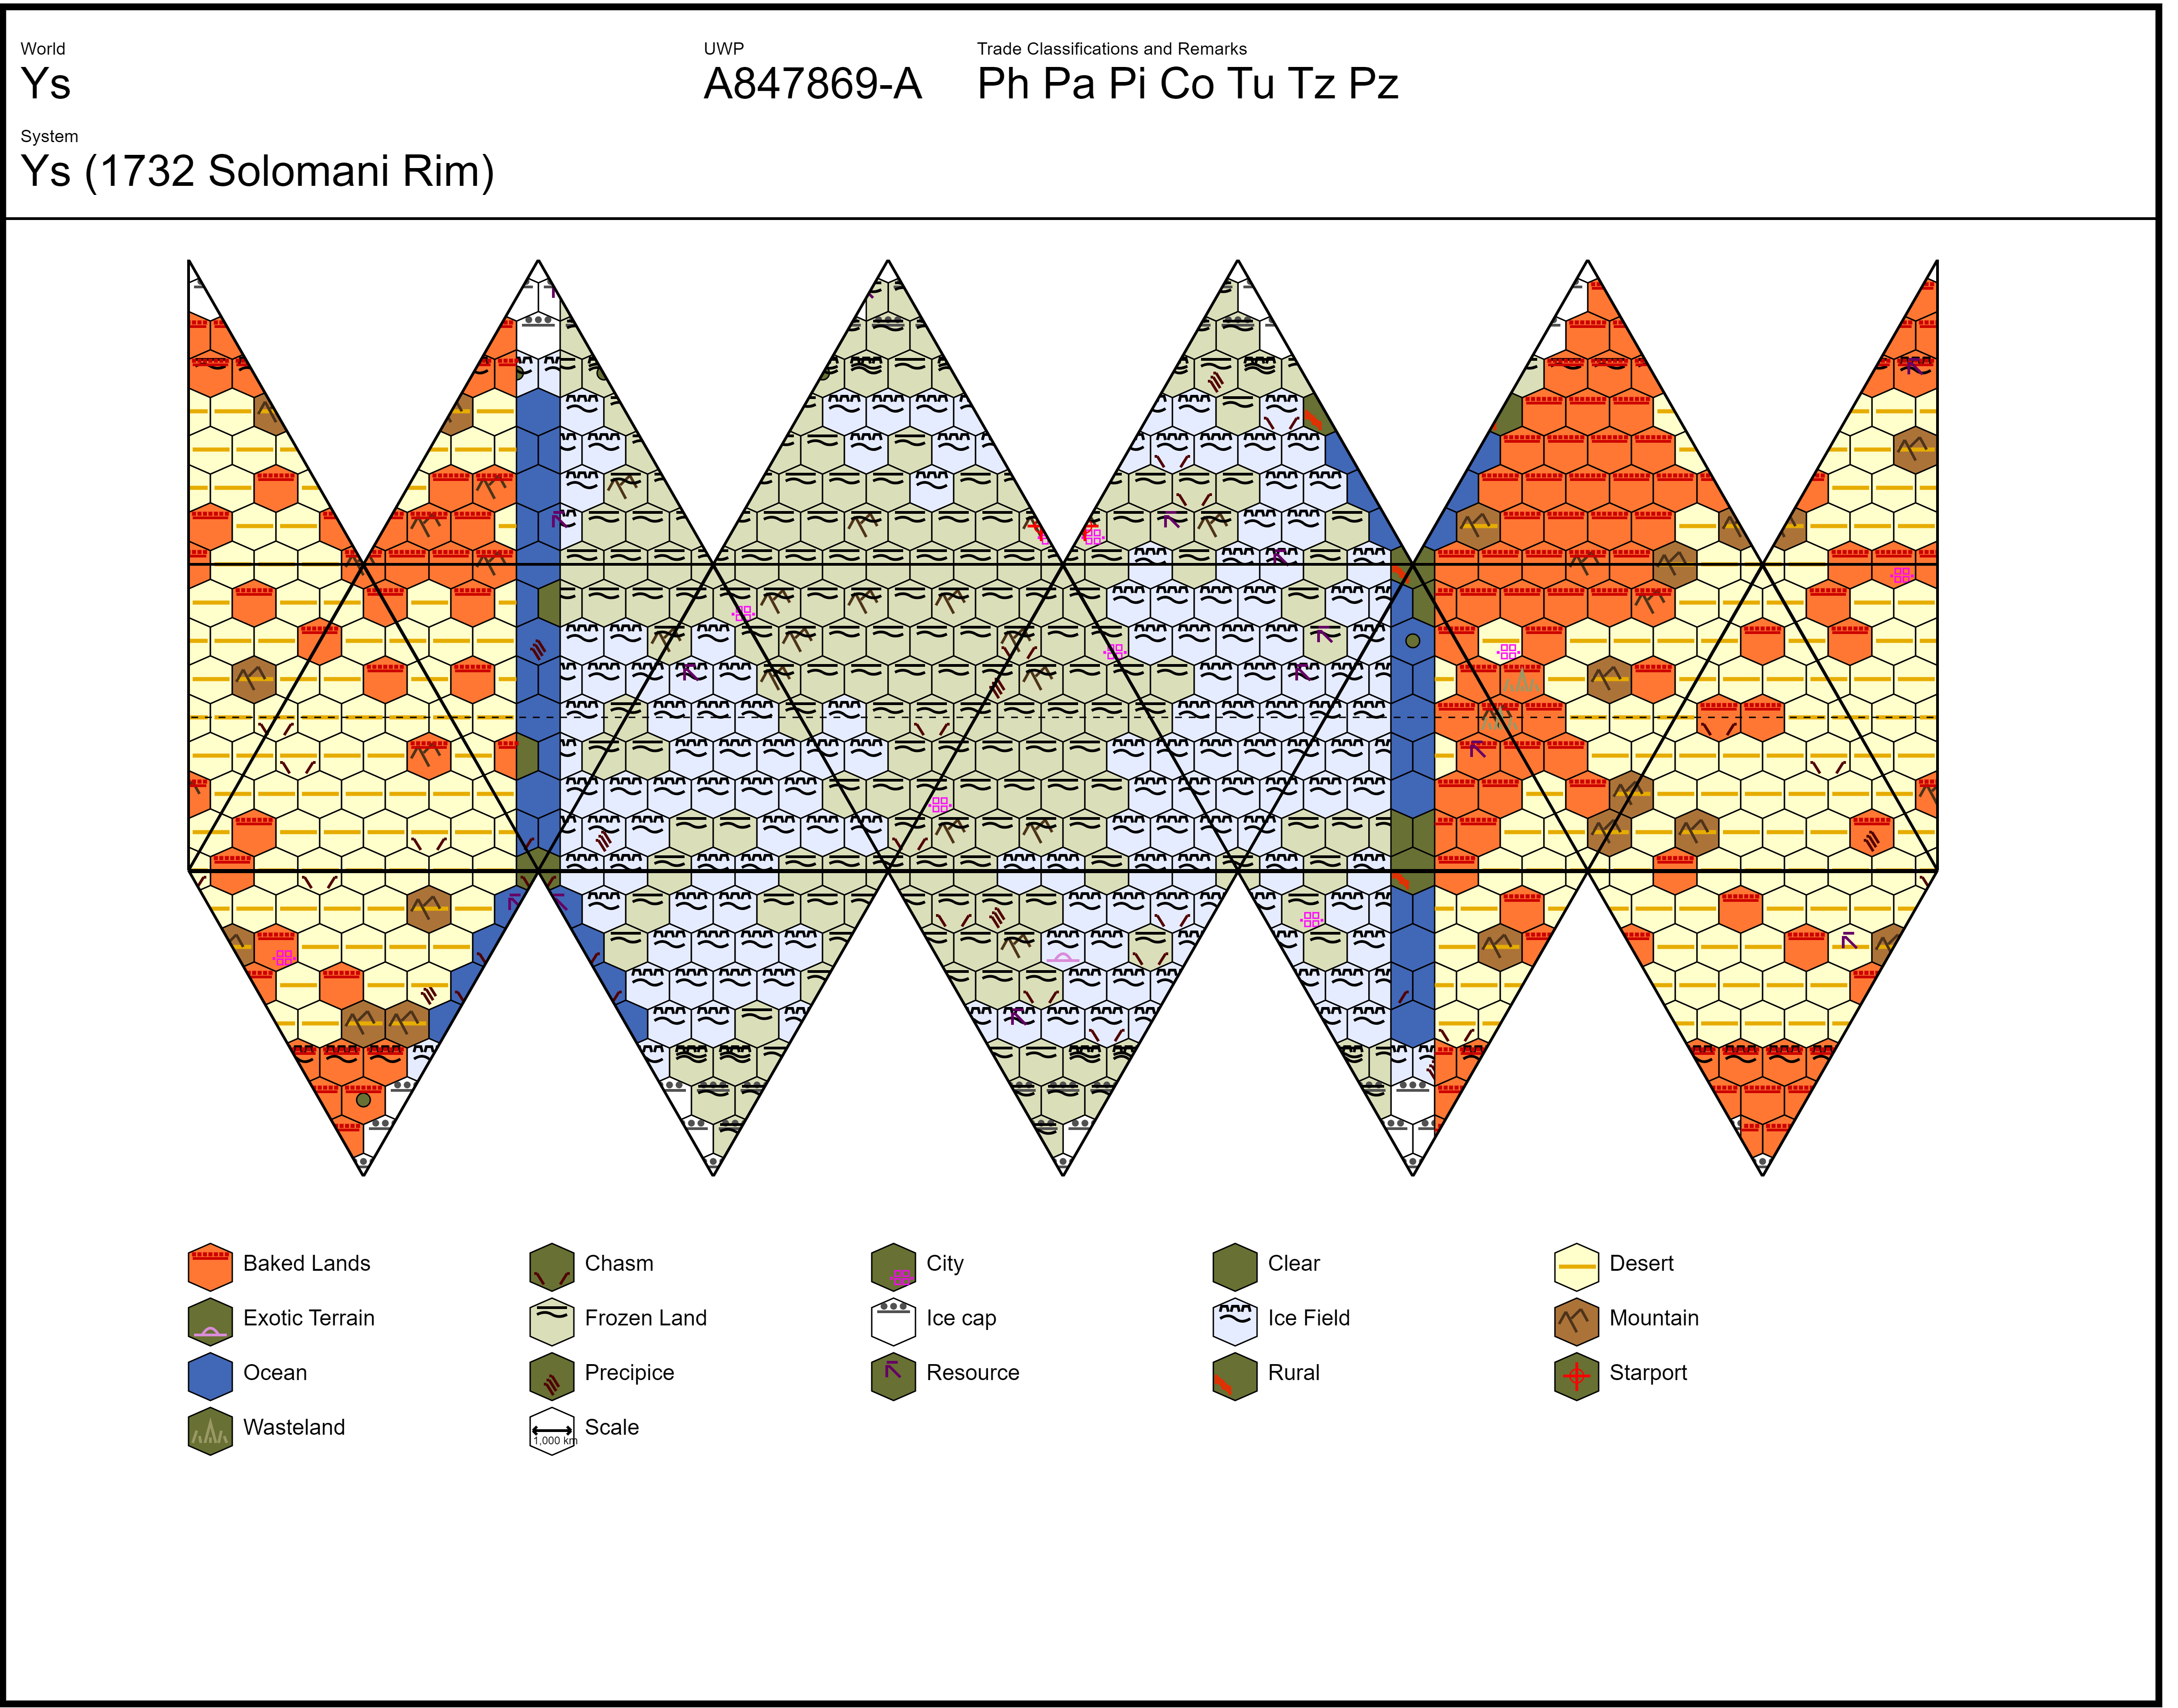 World
UWP
Trade Classifications and Remarks
Ys
A847869-A
Ph Pa Pi Co Tu Tz Pz
System
Ys (1732 Solomani Rim)
Baked Lands
Chasm
City
Clear
Desert
Exotic Terrain
Frozen Land
Ice cap
Ice Field
Mountain
Ocean
Precipice
Resource
Rural
Starport
Wasteland
Scale
1,000 km